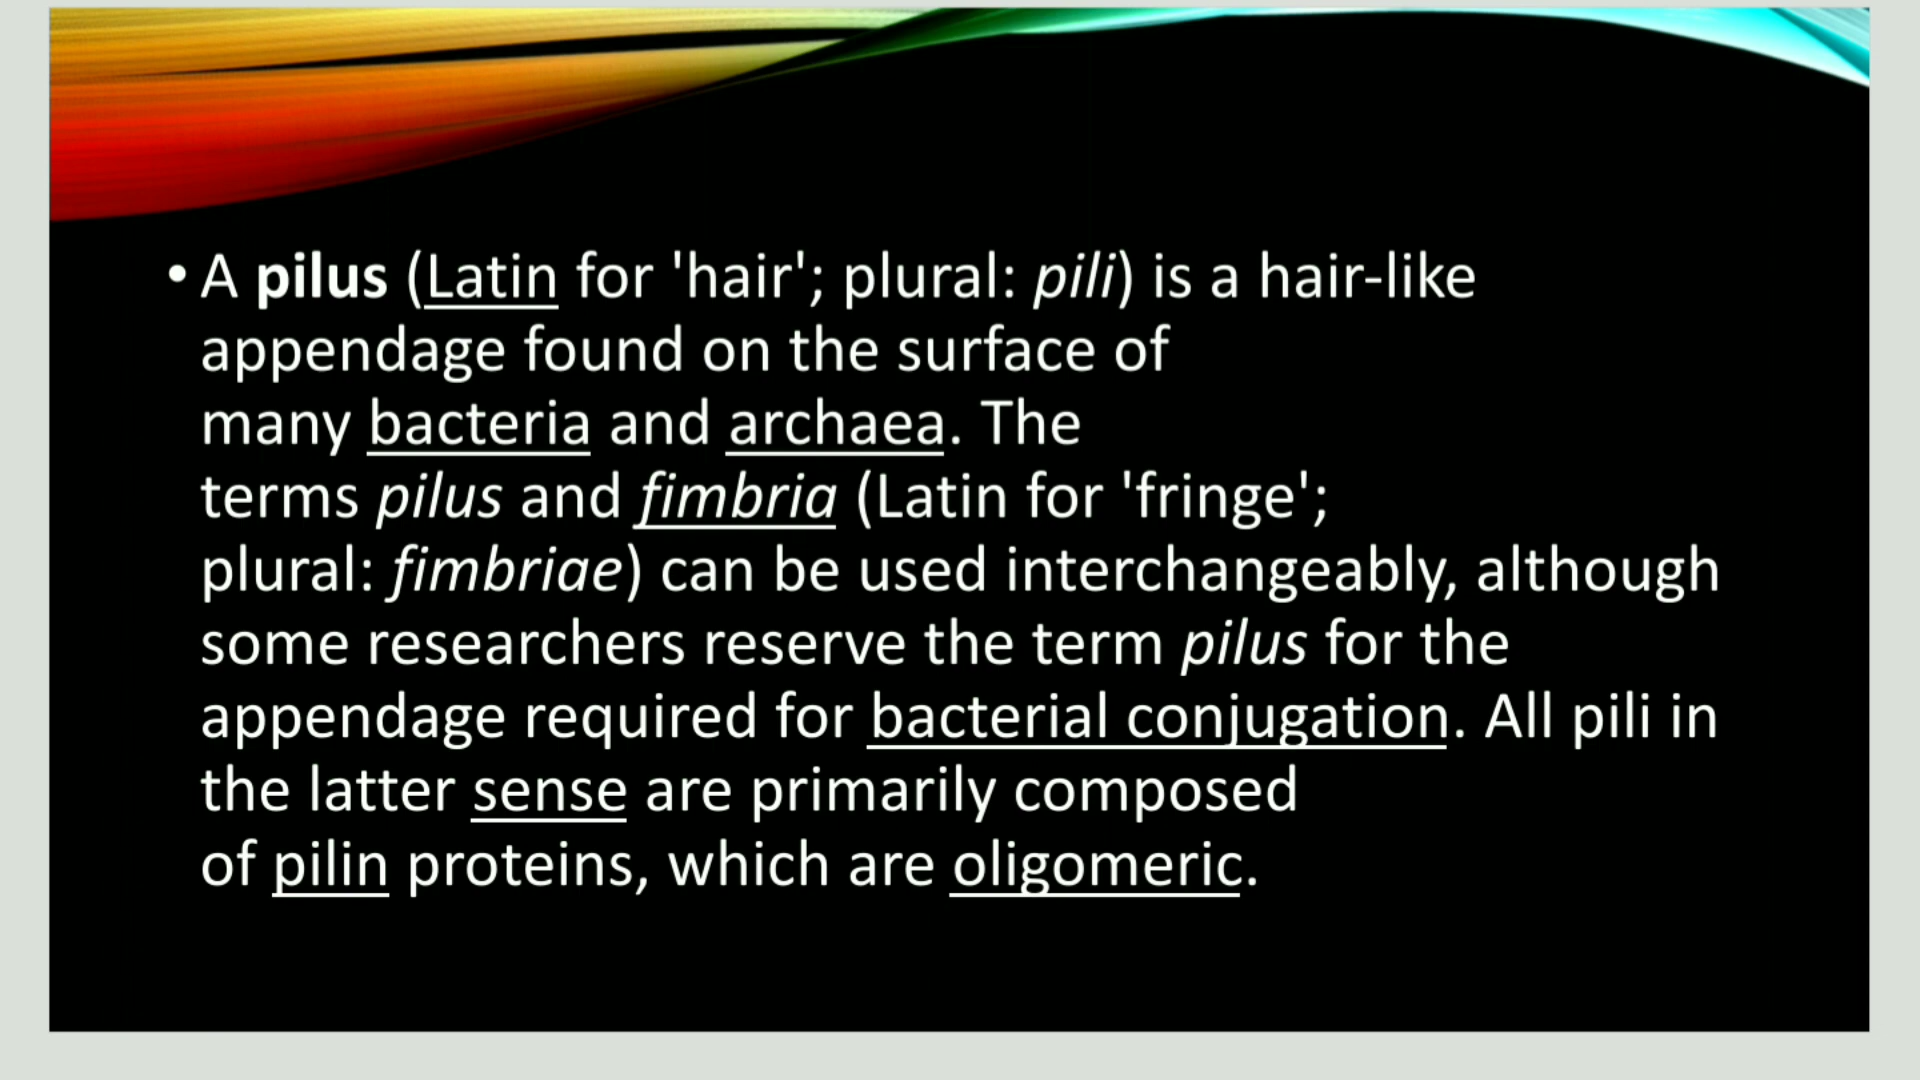 • A pilus (Latin for 'hair'; plural: pili) is a hair-like
appendage found on the surface of
many bacteria and archaea. The
terms pilus and fimbria (Latin for 'fringe';
plural: fimbriae) can be used interchangeably, although
some researchers reserve the term pilus for the
appendage required for bacterial conjugation. All pili in
the latter sense are primarily composed
of pilin proteins, which are oligomeric.